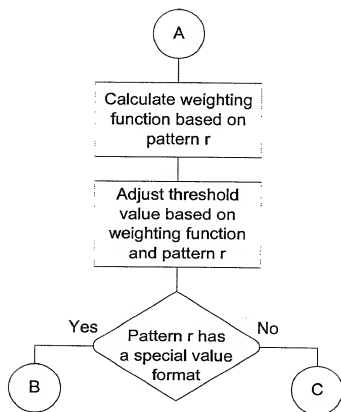 A
Calculate weighting
function based on
pattern r
Adjust threshold
value based on
weighting function
and pattern r
Yes
No
Pattern r has
a special value
format
B
C